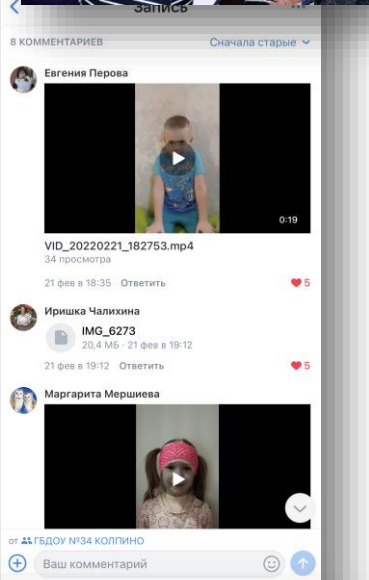 Запись
8 КОММЕНТАРИЕВ Сначала старые
Евгения Перова
0:19
VID_20220221_182753.mp4
34 просмотра
21 фев в 18:35 Ответить 5
Иришка Чалихина
IMG_6273
20,4 МБ · 21 фев в 19:12
21 фев в 19:12 Ответить 5
Маргарита Мершиева
от ГБДОУ №34 КОЛПИНО
Ваш комментарий